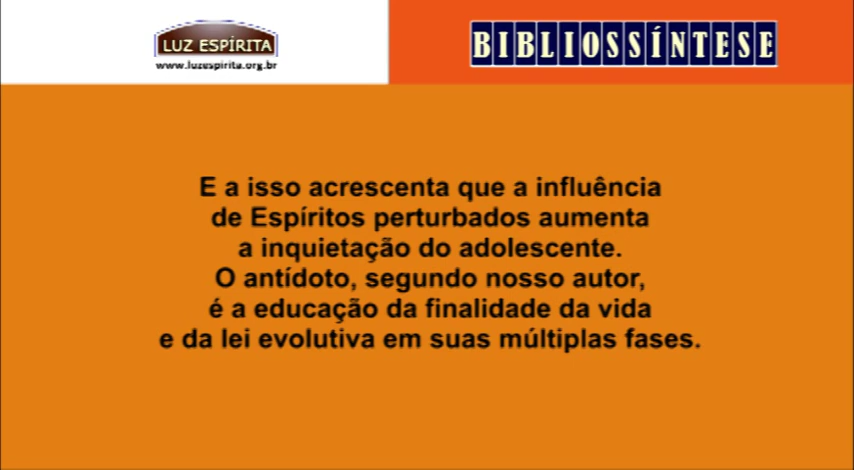 LUZ ESPÍRITA
www.luzespirita.org.br
BIBLIOSSÍNTESE
E a isso acrescenta que a influência
de Espíritos perturbados aumenta
a inquietação do adolescente.
O antídoto, segundo nosso autor,
é a educação da finalidade da vida
e da lei evolutiva em suas múltiplas fases.